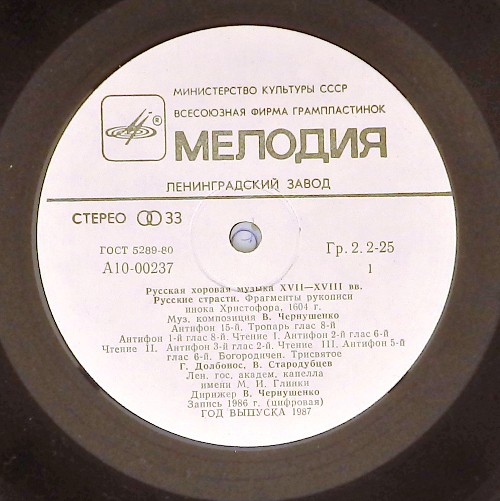 МИНИСТЕРСТВО КУЛЬТУРЫ СССР
ВСЕСОЮЗНАЯ ФИРМА ГРАМПЛАСТИНОК
® МЕЛОДИЯ
ЛЕНИНГРАДСКИЙ ЗАВОД
СТЕРЕО 33
ГОСТ 5289-80 Гр. 2. 2-25
А10-00237 1
Русская хоровая музыка XVII—XVIII вв.
Русские страсти. Фрагменты рукописи
инока Христофора, 1604 г.
Муз. композиция В. Чернушенко
Антифон 15-й. Тропарь глас 8-й
Антифон 1-й глас 8-й. Чтение I. Антифон 2-й глас 6-й
Чтение II. Антифон 3-й глас 2-й. Чтение III. Антифон 5-й
глас 6-й. Богородичен. Трисвятое
Г. Долбонос, В. Стародубцев
Лен. гос. академ. капелла
имени М. И. Глинки
Дирижер В. Чернушенко
Запись 1986 г. (цифровая)
ГОД ВЫПУСКА 1987